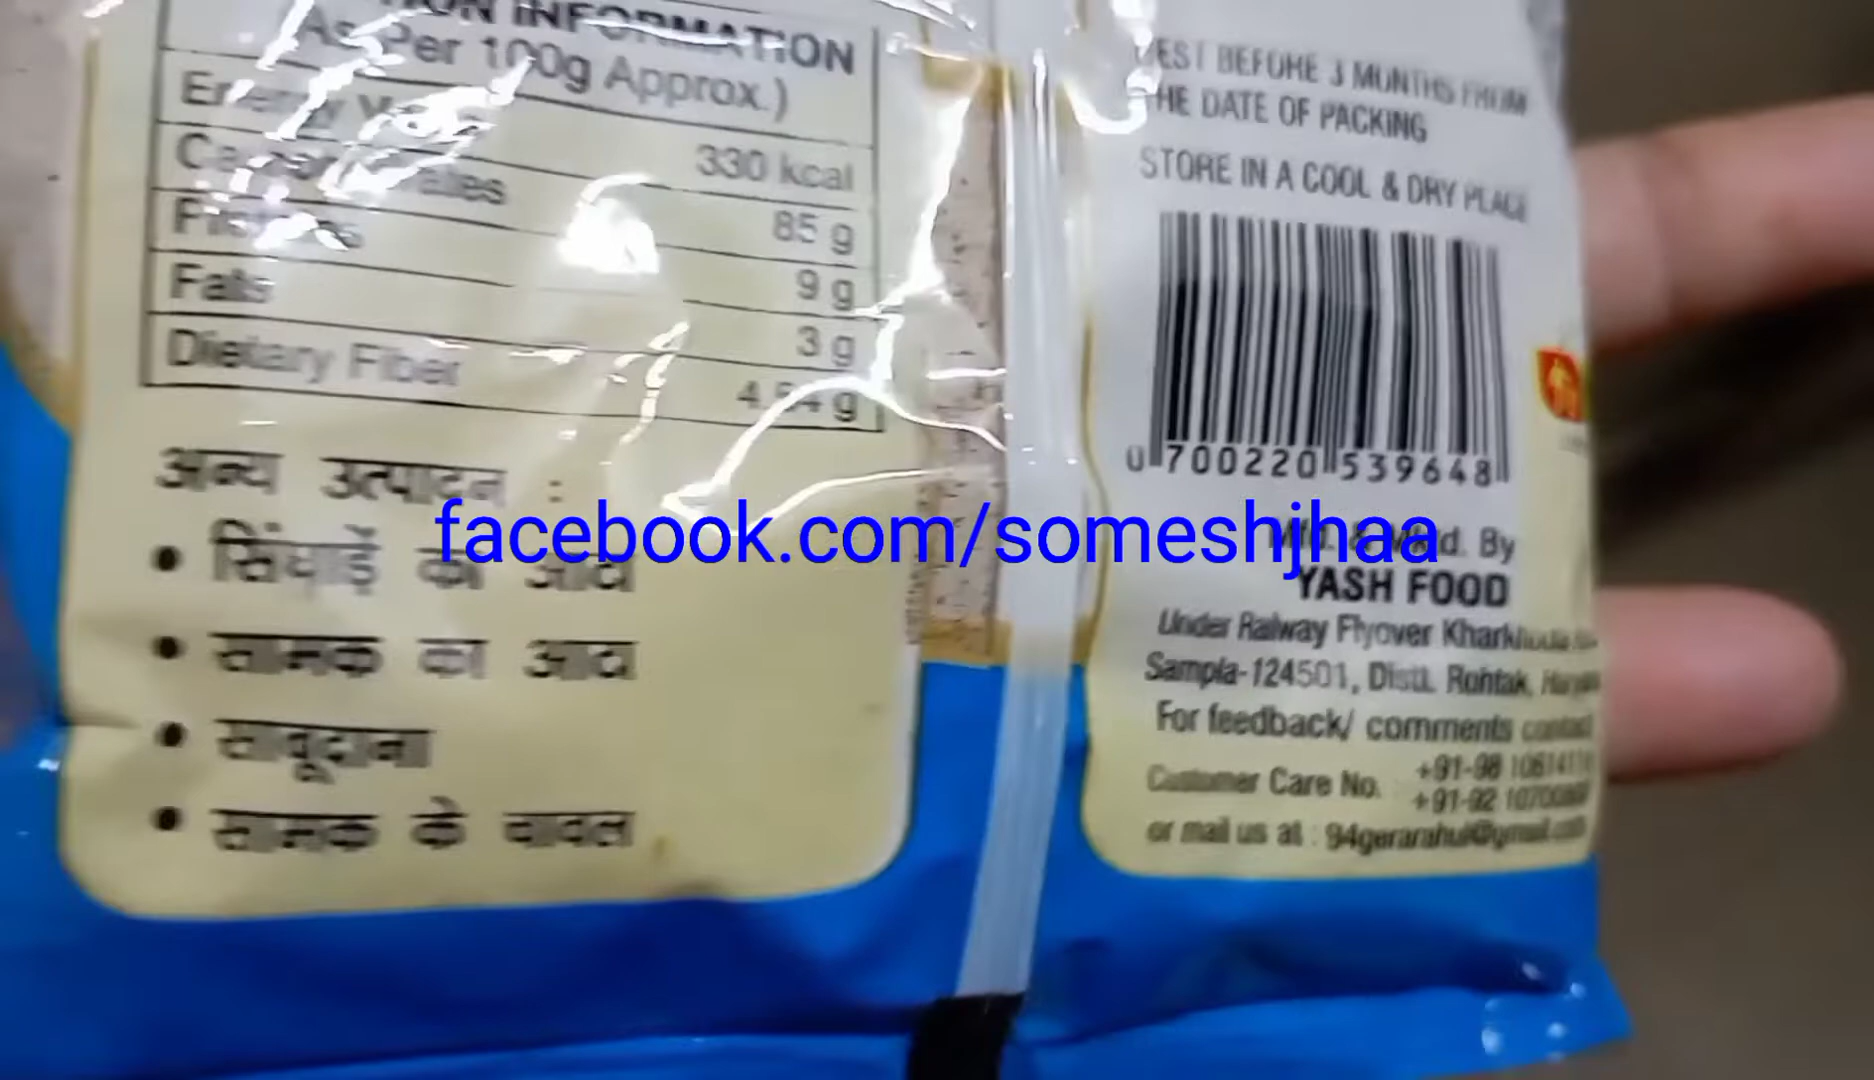 INFORMATION
As Per 100g Approx.)
Energy
330 kcal
85 g
9 g
Fats
3 g
Dietary Fiber
g
अन्य उत्पादन :
• सिंघाड़ें का आटा
• सामक का आटा
• साबूदाना
• सामक के चावल
BEFORE 3 MONTHS FROM
THE DATE OF PACKING
STORE IN A COOL & DRY PLACE
0 700220 539648
facebook.com/someshjhaa
By
YASH FOOD
Under Railway Flyover
Sampla-124501, Distt. Rohtak,
For feedback/ comments contact
Customer Care No.
or mail us at :